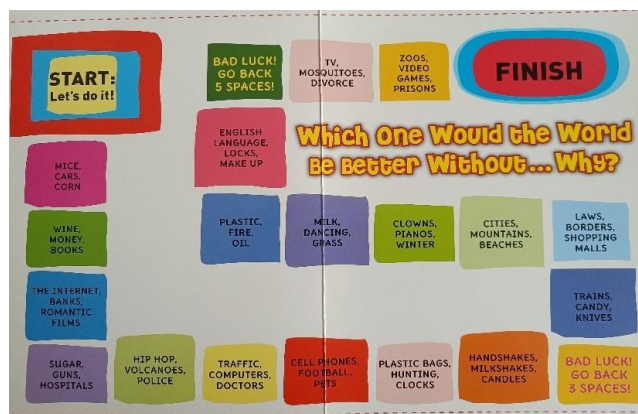 START:
Let's do it!
BAD LUCK!
GO BACK
5 SPACES!
TV,
MOSQUITOES,
DIVORCE
ZOOS,
VIDEO
GAMES,
PRISONS
FINISH
ENGLISH
LANGUAGE,
LOCKS,
MAKE UP
Which One Would the World
Be Better Without... Why?
MICE,
CARS,
CORN
WINE,
MONEY,
BOOKS
PLASTIC,
FIRE,
OIL
MILK,
DANCING,
GRASS
CLOWNS,
PIANOS,
WINTER
CITIES,
MOUNTAINS,
BEACHES
LAWS,
BORDERS,
SHOPPING
MALLS
THE INTERNET,
BANKS,
ROMANTIC
FILMS
TRAINS,
CANDY,
KNIVES
SUGAR,
GUNS,
HOSPITALS
HIP HOP,
VOLCANOES,
POLICE
TRAFFIC,
COMPUTERS,
DOCTORS
CELL PHONES,
FOOTBALL,
PETS
PLASTIC BAGS,
HUNTING,
CLOCKS
HANDSHAKES,
MILKSHAKES,
CANDLES
BAD LUCK!
GO BACK
3 SPACES!